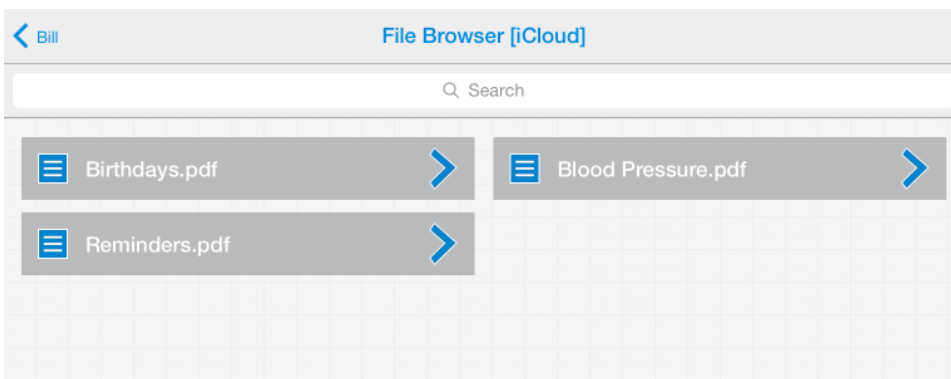 Bill
File Browser [iCloud]
Search
Birthdays.pdf
Blood Pressure.pdf
Reminders.pdf